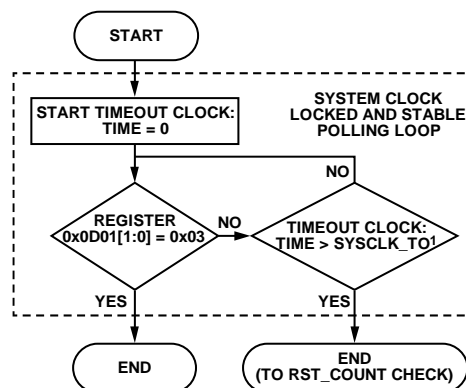 START
START TIMEOUT CLOCK:
TIME = 0
SYSTEM CLOCK
LOCKED AND STABLE
POLLING LOOP
NO
REGISTER
0x0D01[1:0] = 0x03
NO
TIMEOUT CLOCK:
TIME > SYSCLK_TO1
YES
YES
END
END
(TO RST_COUNT CHECK)